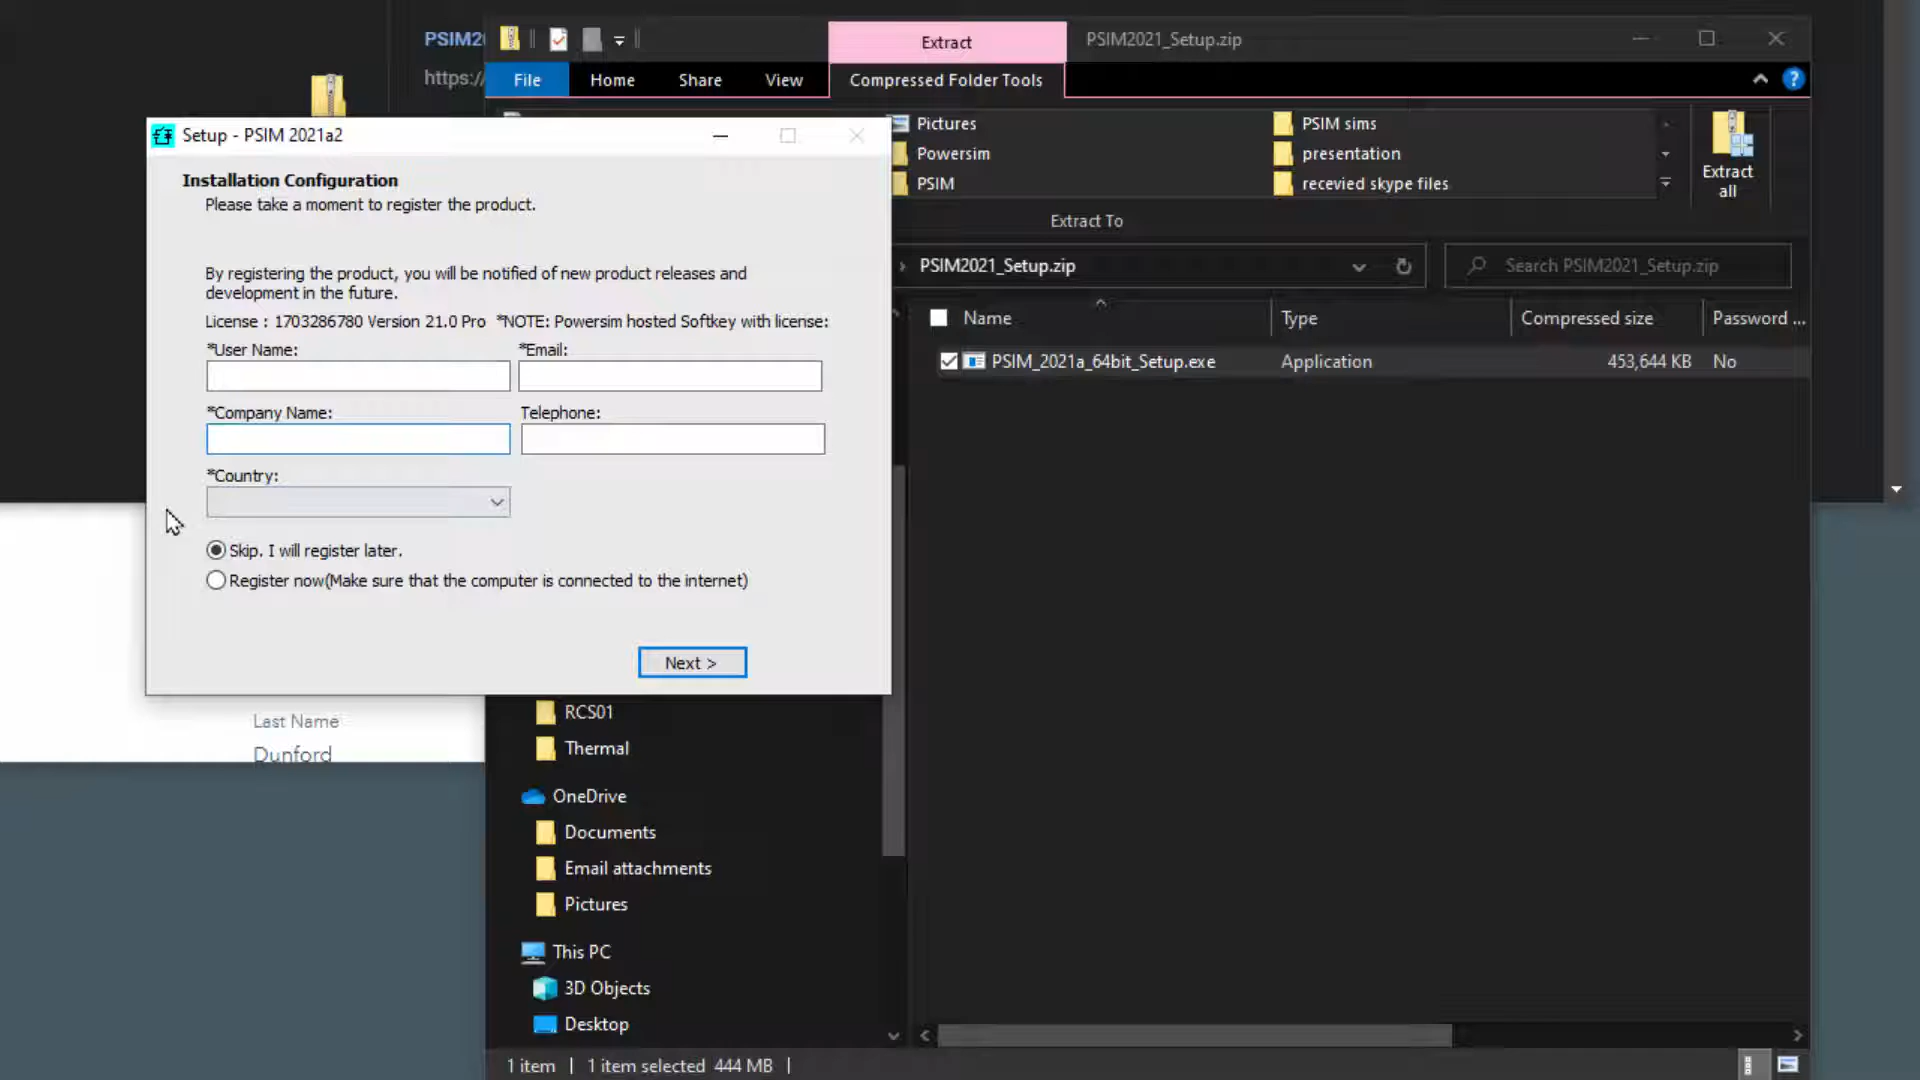 PSIM20
https:/
Extract
PSIM2021_Setup.zip
File
Home
Share
View
Compressed Folder Tools
Pictures
Powersim
PSIM
PSIM sims
presentation
recevied skype files
Extract
all
Extract To
PSIM2021_Setup.zip
Search PSIM2021_Setup.zip
Name
Type
Compressed size
Password ...
PSIM_2021a_64bit_Setup.exe
Application
453,644 KB
No
Setup - PSIM 2021a2
Installation Configuration
Please take a moment to register the product.
By registering the product, you will be notified of new product releases and
development in the future.
License : 1703286780 Version 21.0 Pro *NOTE: Powersim hosted Softkey with license:
*User Name:
*Email:
*Company Name:
Telephone:
*Country:
Skip. I will register later.
Register now(Make sure that the computer is connected to the internet)
Next >
Last Name
Dunford
RCS01
Thermal
OneDrive
Documents
Email attachments
Pictures
This PC
3D Objects
Desktop
1 item
1 item selected 444 MB